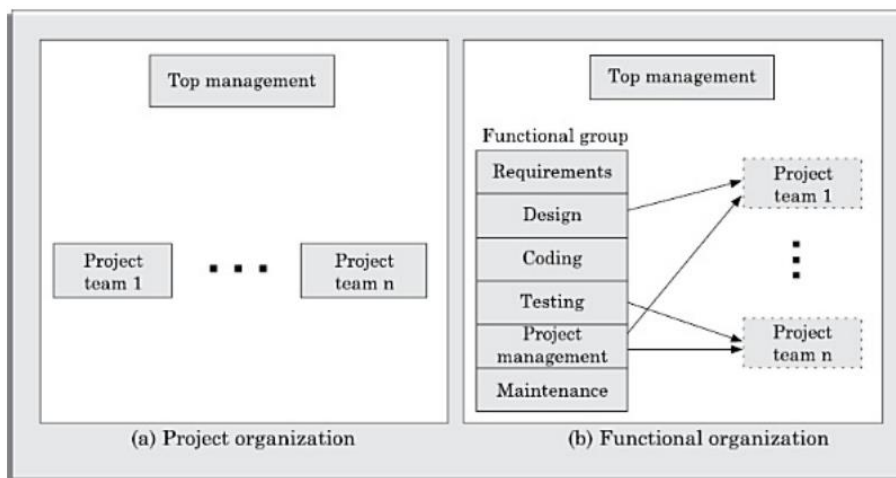 Top management
Project
team 1
Project
team n
(a) Project organization
Top management
Functional group
Requirements
Design
Coding
Testing
Project
management
Maintenance
Project
team 1
Project
team n
(b) Functional organization